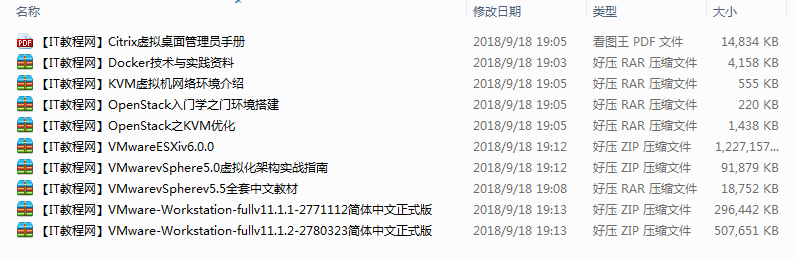 名称 修改日期 类型 大小
【IT教程网】Citrix虚拟桌面管理员手册 2018/9/18 19:05 看图王 PDF 文件 14,834 KB
【IT教程网】Docker技术与实践资料 2018/9/18 19:03 好压 RAR 压缩文件 4,158 KB
【IT教程网】KVM虚拟机网络环境介绍 2018/9/18 19:05 好压 RAR 压缩文件 555 KB
【IT教程网】OpenStack入门学之门环境搭建 2018/9/18 19:05 好压 RAR 压缩文件 220 KB
【IT教程网】OpenStack之KVM优化 2018/9/18 19:05 好压 RAR 压缩文件 1,438 KB
【IT教程网】VMwareESXiv6.0.0 2018/9/18 19:12 好压 ZIP 压缩文件 1,227,157...
【IT教程网】VMwarevSphere5.0虚拟化架构实战指南 2018/9/18 19:12 好压 ZIP 压缩文件 91,879 KB
【IT教程网】VMwarevSpherev5.5全套中文教材 2018/9/18 19:08 好压 RAR 压缩文件 18,752 KB
【IT教程网】VMware-Workstation-fullv11.1.1-2771112简体中文正式版 2018/9/18 19:13 好压 ZIP 压缩文件 296,442 KB
【IT教程网】VMware-Workstation-fullv11.1.2-2780323简体中文正式版 2018/9/18 19:13 好压 ZIP 压缩文件 507,651 KB